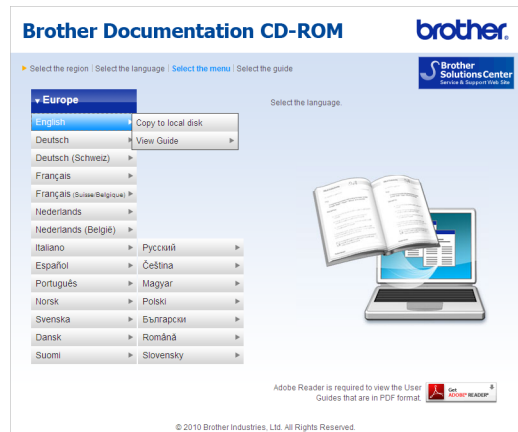 Brother Documentation CD-ROM
brother
Select the region | Select the language | Select the menu | Select the guide
Brother
Solutions Center
Service & Support Web Site
Europe
Select the language.
English
Copy to local disk
Deutsch
View Guide
Deutsch (Schweiz)
Français
Français (Suisse/Belgique)
Nederlands
Nederlands (België)
Italiano
Русский
Español
Čeština
Português
Magyar
Norsk
Polski
Svenska
Български
Dansk
Română
Suomi
Slovensky
Adobe Reader is required to view the User
Guides that are in PDF format.
Get
ADOBE® READER®
© 2010 Brother Industries, Ltd. All Rights Reserved.